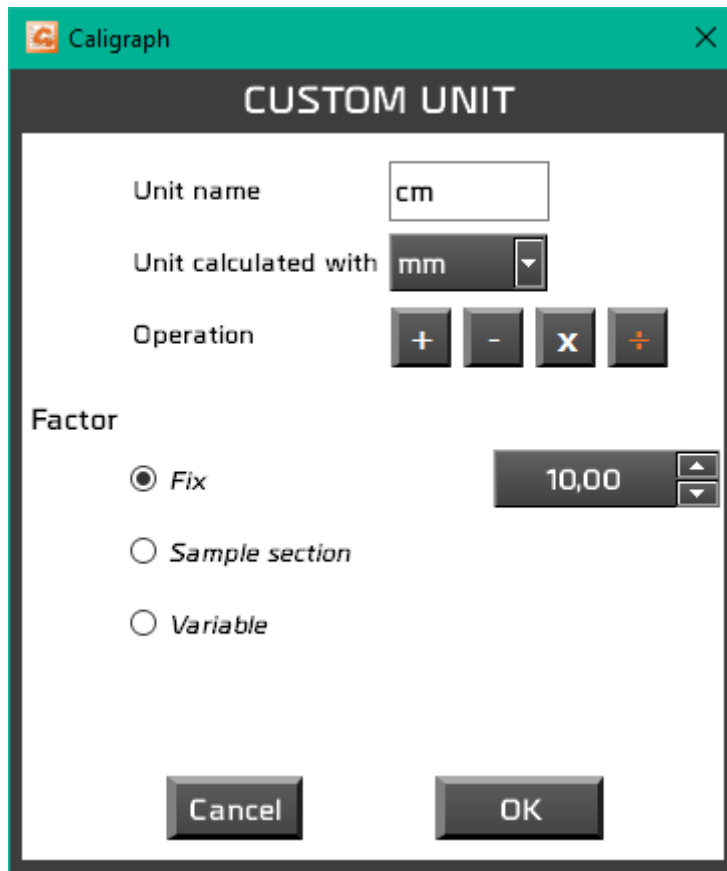 Caligraph
CUSTOM UNIT
Unit name cm
Unit calculated with mm
Operation + - x ÷
Factor
Fix 10,00
Sample section
Variable
Cancel OK